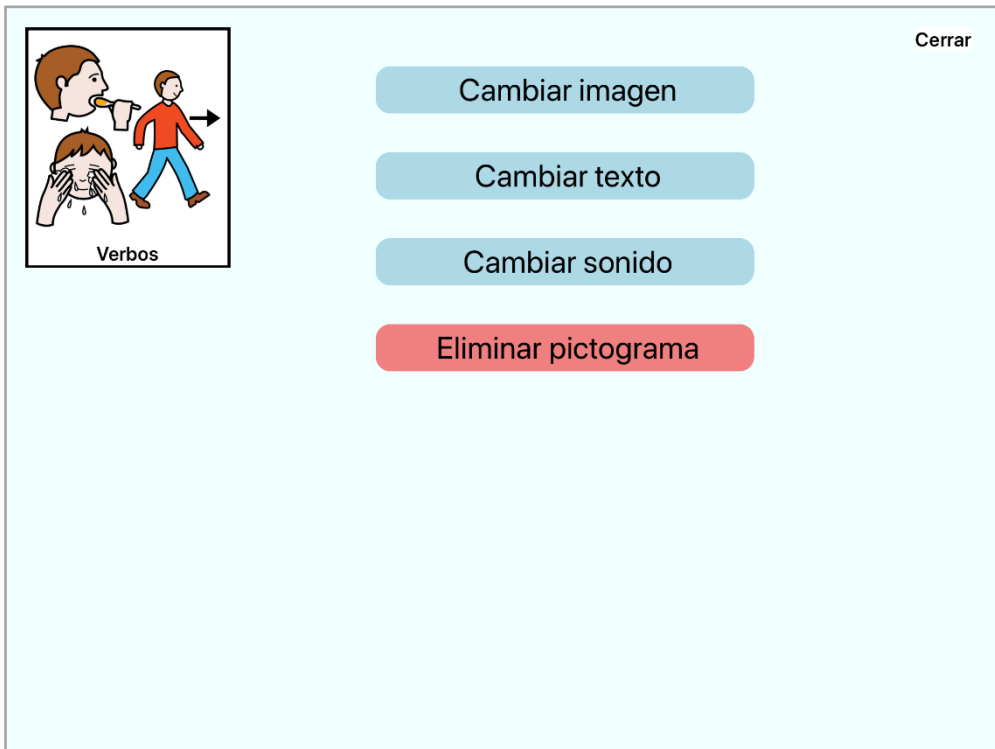 Cerrar
Cambiar imagen
Cambiar texto
Verbos
Cambiar sonido
Eliminar pictograma